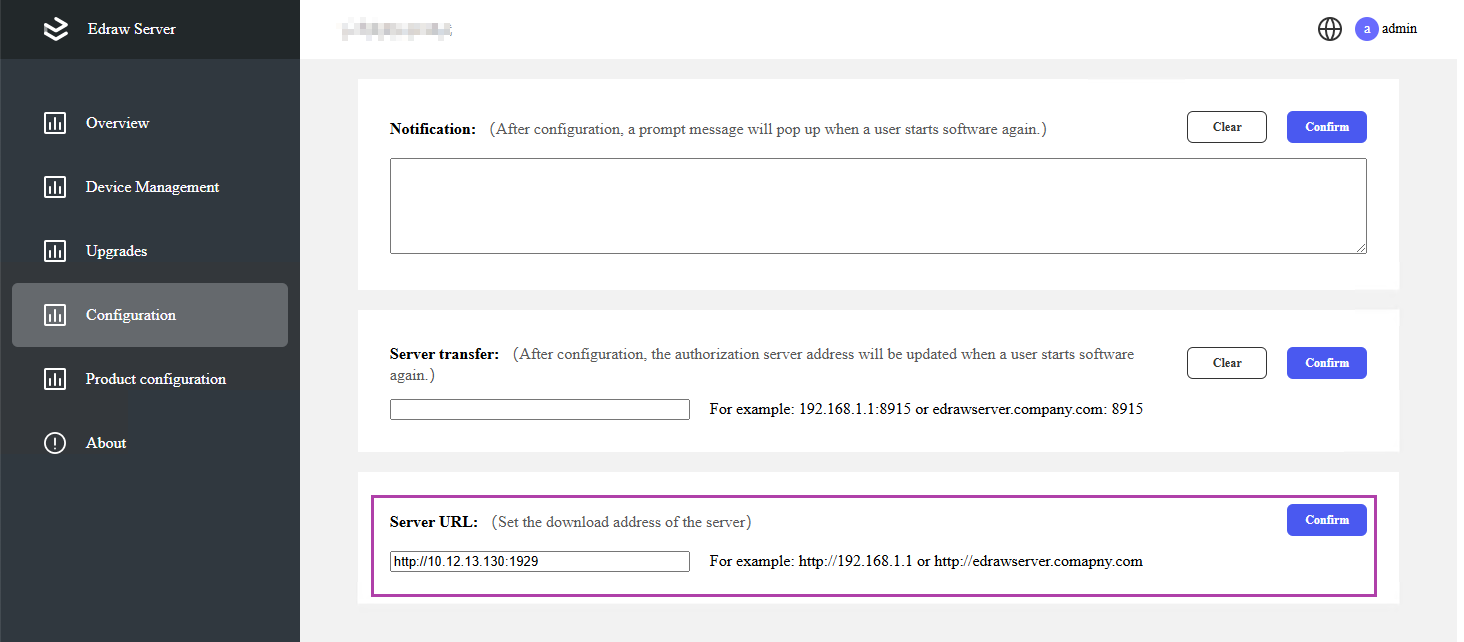 Edraw Server
a admin
Overview
Device Management
Upgrades
Configuration
Product configuration
About
Notification: (After configuration, a prompt message will pop up when a user starts software again.)
Clear
Confirm
Server transfer: (After configuration, the authorization server address will be updated when a user starts software
again.)
Clear
Confirm
For example: 192.168.1.1:8915 or edrawserver.company.com: 8915
Server URL: (Set the download address of the server)
Confirm
http://10.12.13.130:1929
For example: http://192.168.1.1 or http://edrawserver.comapny.com